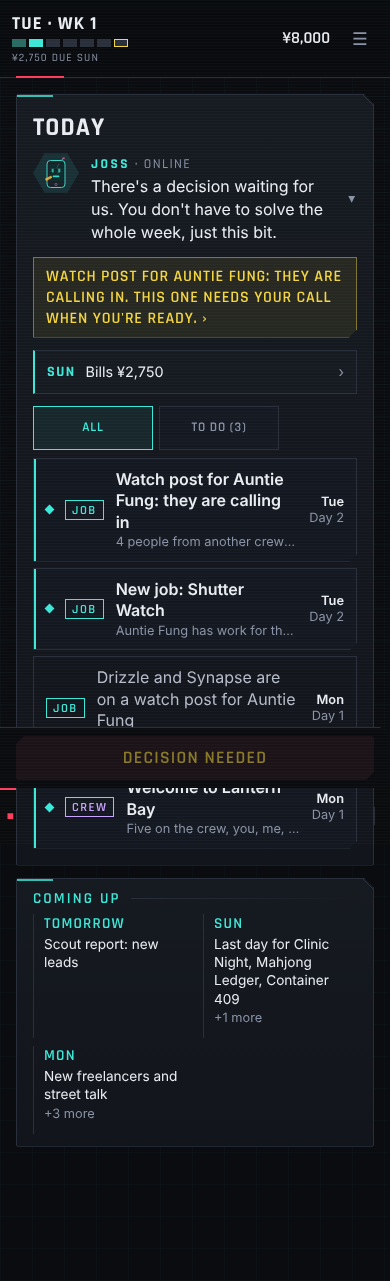 TUE · WK 1
¥2,750 DUE SUN
¥8,000
TODAY
JOSS · ONLINE
There's a decision waiting for
us. You don't have to solve the
whole week, just this bit.
WATCH POST FOR AUNTIE FUNG: THEY ARE
CALLING IN. THIS ONE NEEDS YOUR CALL
WHEN YOU'RE READY. ›
SUN Bills ¥2,750 ›
ALL
TO DO (3)
JOB
Watch post for Auntie
Fung: they are calling
in
4 people from another crew...
Tue
Day 2
JOB
New job: Shutter
Watch
Auntie Fung has work for th...
Tue
Day 2
JOB
Drizzle and Synapse are
on a watch post for Auntie
Fung
Mon
Day 1
DECISION NEEDED
CREW
Welcome to Lantern
Bay
Five on the crew, you, me, ...
Mon
Day 1
COMING UP
TOMORROW
Scout report: new
leads
SUN
Last day for Clinic
Night, Mahjong
Ledger, Container
409
+1 more
MON
New freelancers and
street talk
+3 more